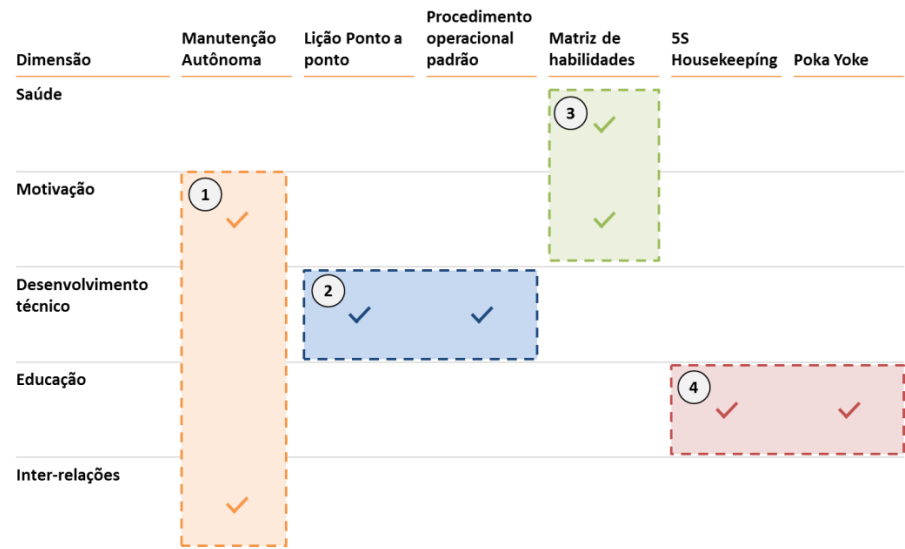 Dimensão
Manutenção
Autônoma
Lição Ponto a
ponto
Procedimento
operacional
padrão
Matriz de
habilidades
5S
Housekeepíng
Poka Yoke
Saúde
3
Motivação
1
Desenvolvimento
técnico
2
Educação
4
Inter-relações